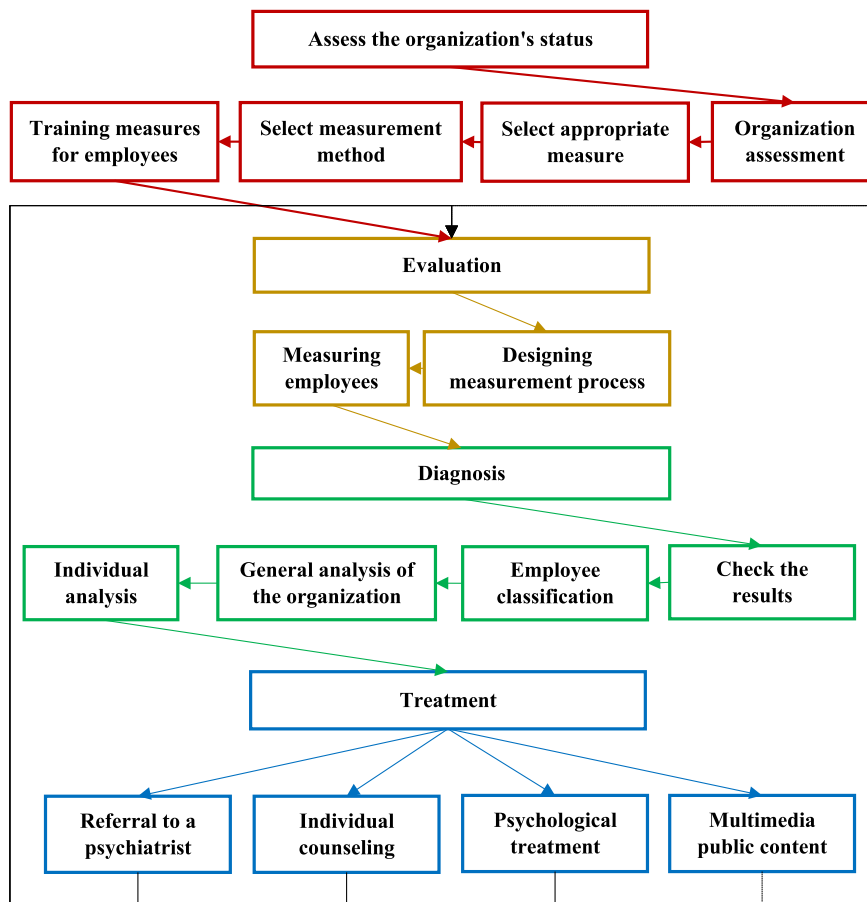 Assess the organization's status
Training measures
for employees
Select measurement
method
Select appropriate
measure
Organization
assessment
Evaluation
Measuring
employees
Designing
measurement process
Diagnosis
Individual
analysis
General analysis of
the organization
Employee
classification
Check the
results
Treatment
Referral to a
psychiatrist
Individual
counseling
Psychological
treatment
Multimedia
public content